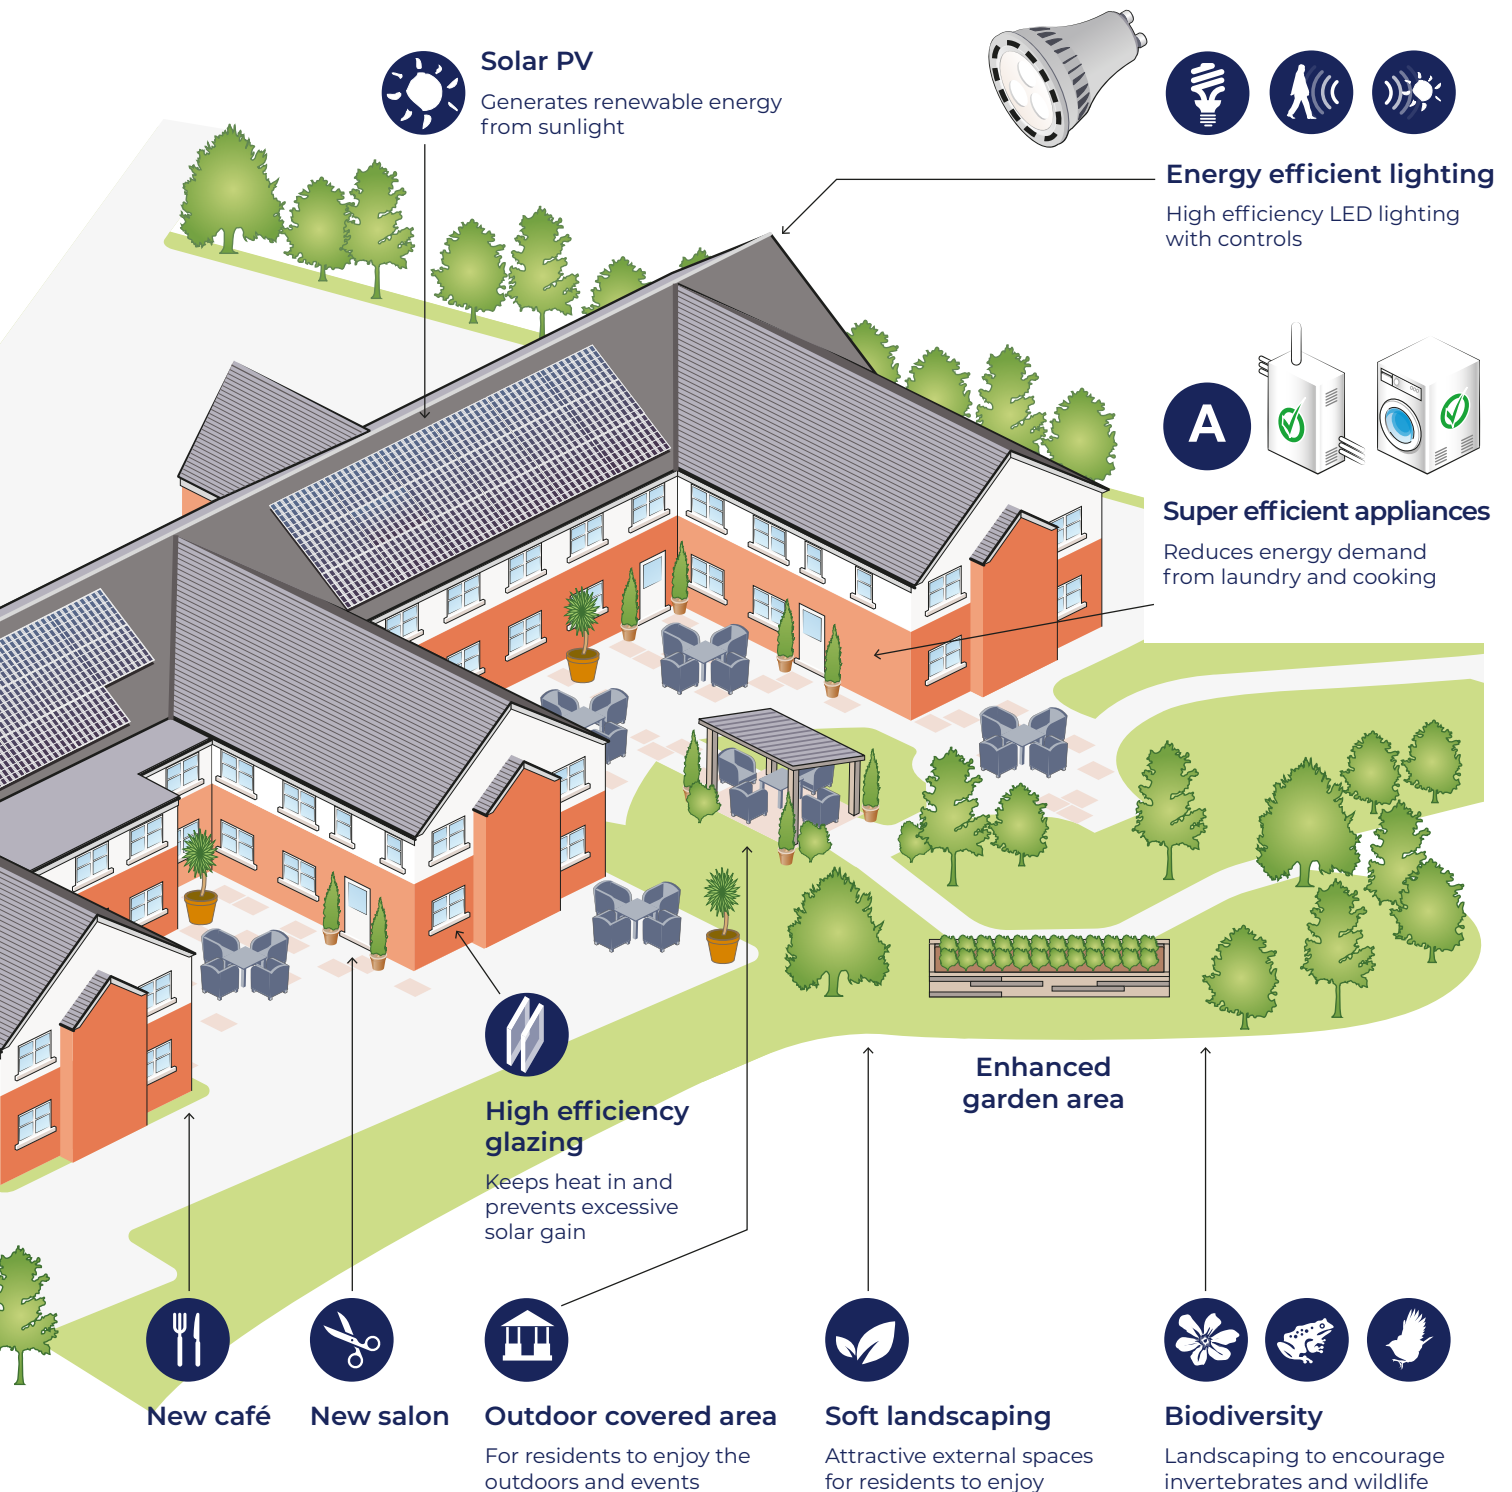 Solar PV
Generates renewable energy
from sunlight
Energy efficient lighting
High efficiency LED lighting
with controls
A
Super efficient appliances
Reduces energy demand
from laundry and cooking
Enhanced
garden area
High efficiency
glazing
Keeps heat in and
prevents excessive
solar gain
New café
New salon
Outdoor covered area
For residents to enjoy the
outdoors and events
Soft landscaping
Attractive external spaces
for residents to enjoy
Biodiversity
Landscaping to encourage
invertebrates and wildlife